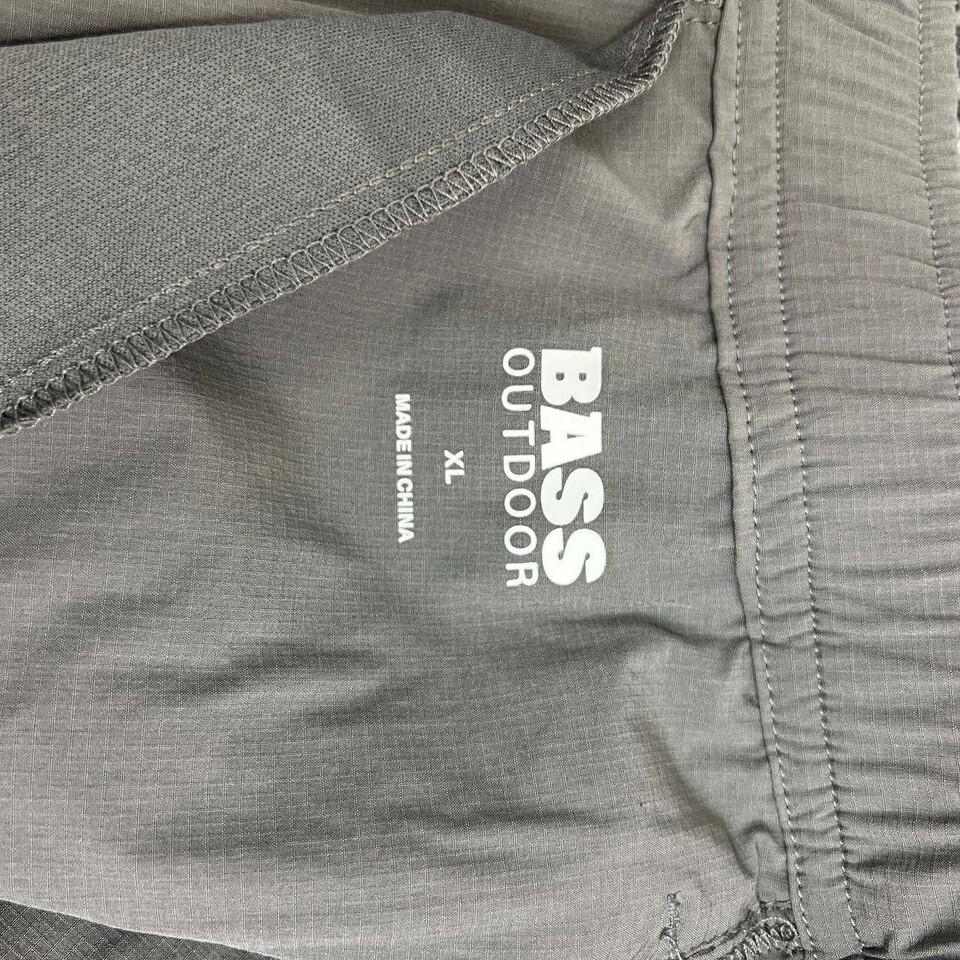 BASS
OUTDOOR
XL
MADE IN CHINA